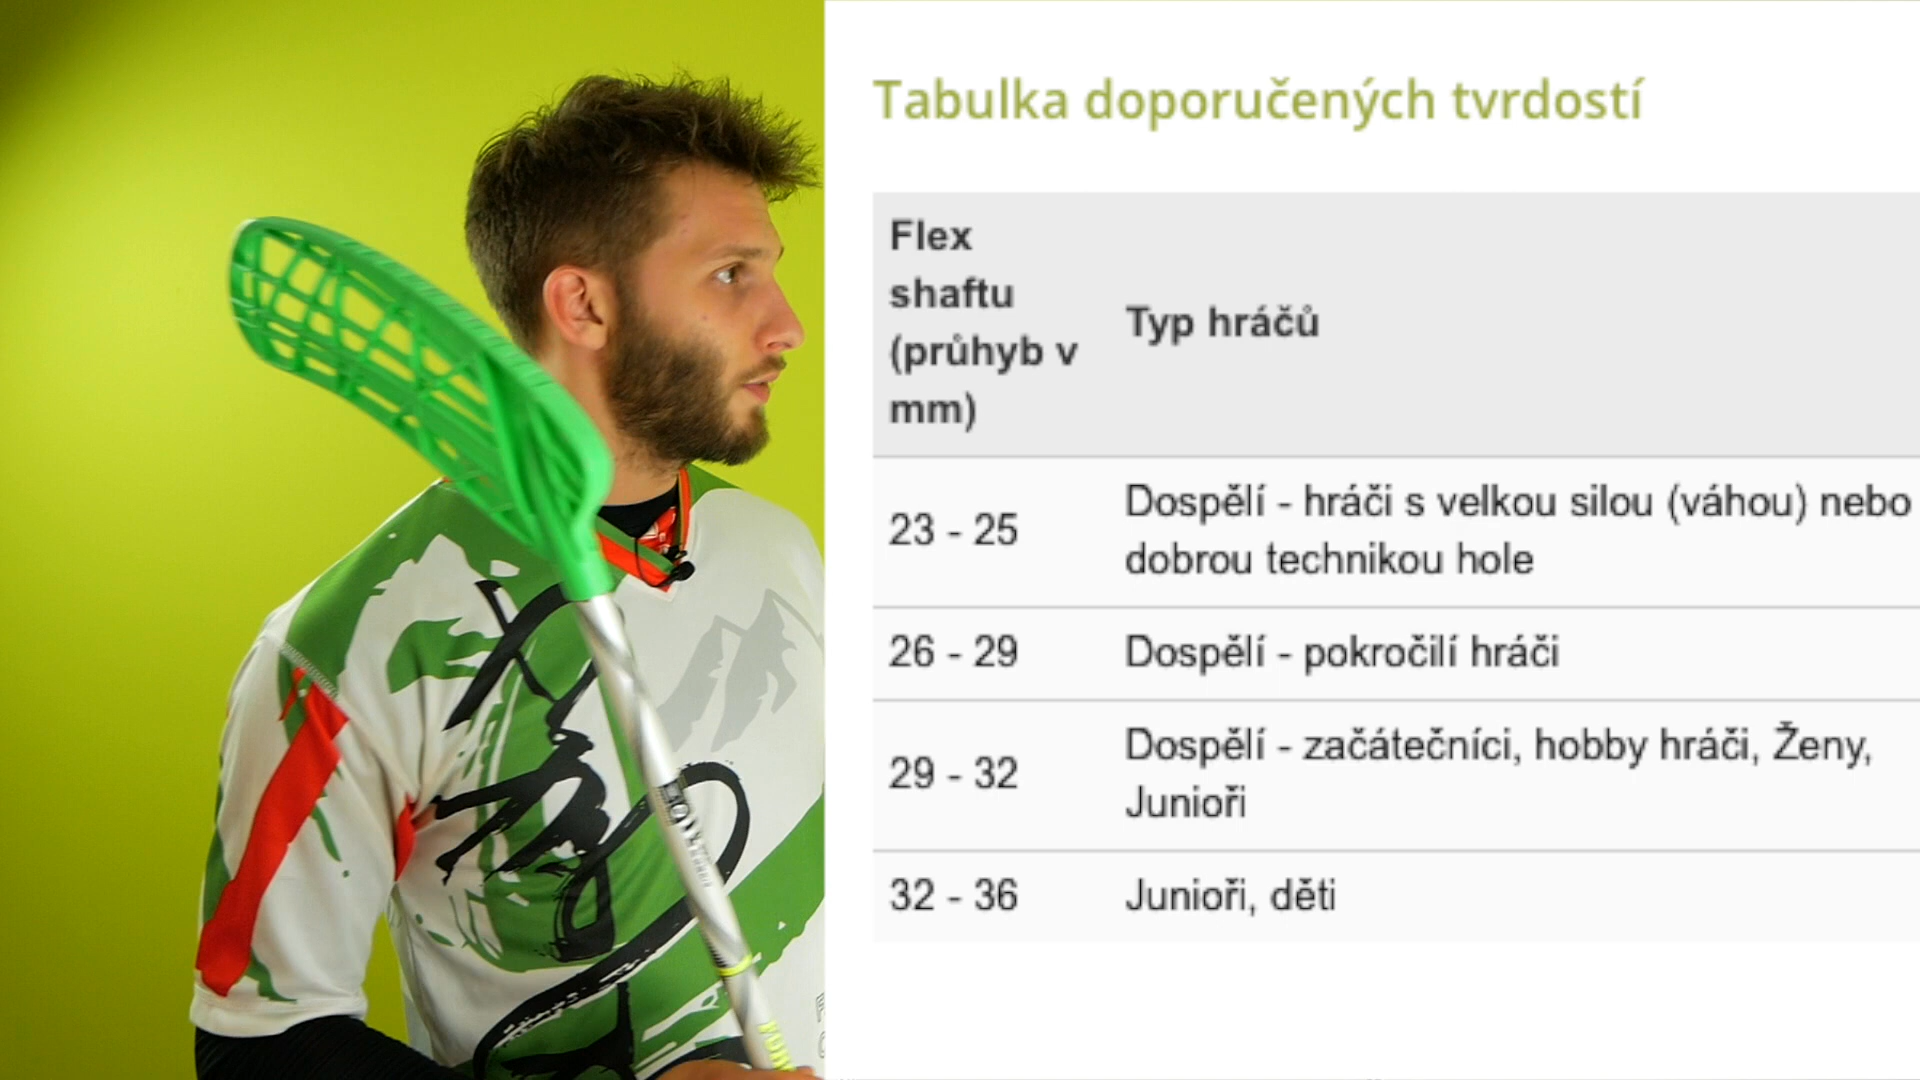 Tabulka doporučených tvrdostí
Flex
shaftu
(průhyb v
mm)
Typ hráčů
23 - 25
Dospělí - hráči s velkou silou (váhou) nebo
dobrou technikou hole
26 - 29
Dospělí - pokročilí hráči
29 - 32
Dospělí - začátečníci, hobby hráči, Ženy,
Junioři
32 - 36
Junioři, děti